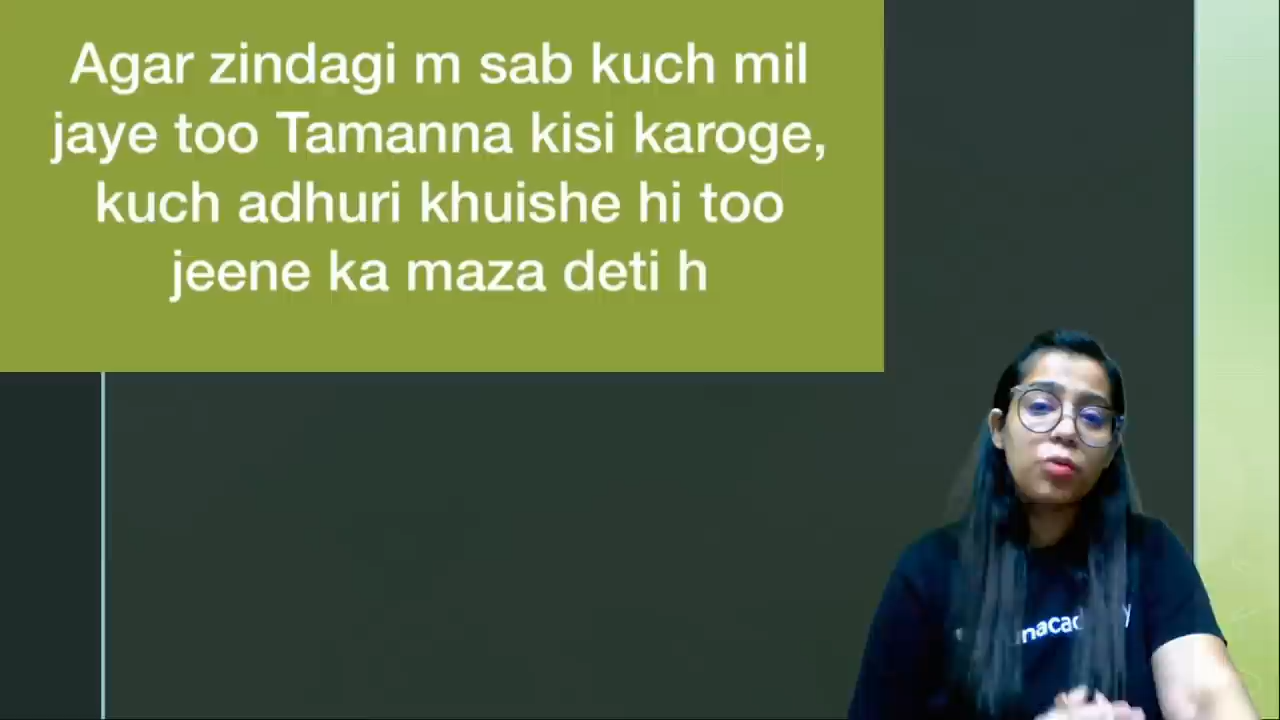 Agar zindagi m sab kuch mil
jaye too Tamanna kisi karoge,
kuch adhuri khuishe hi too
jeene ka maza deti h